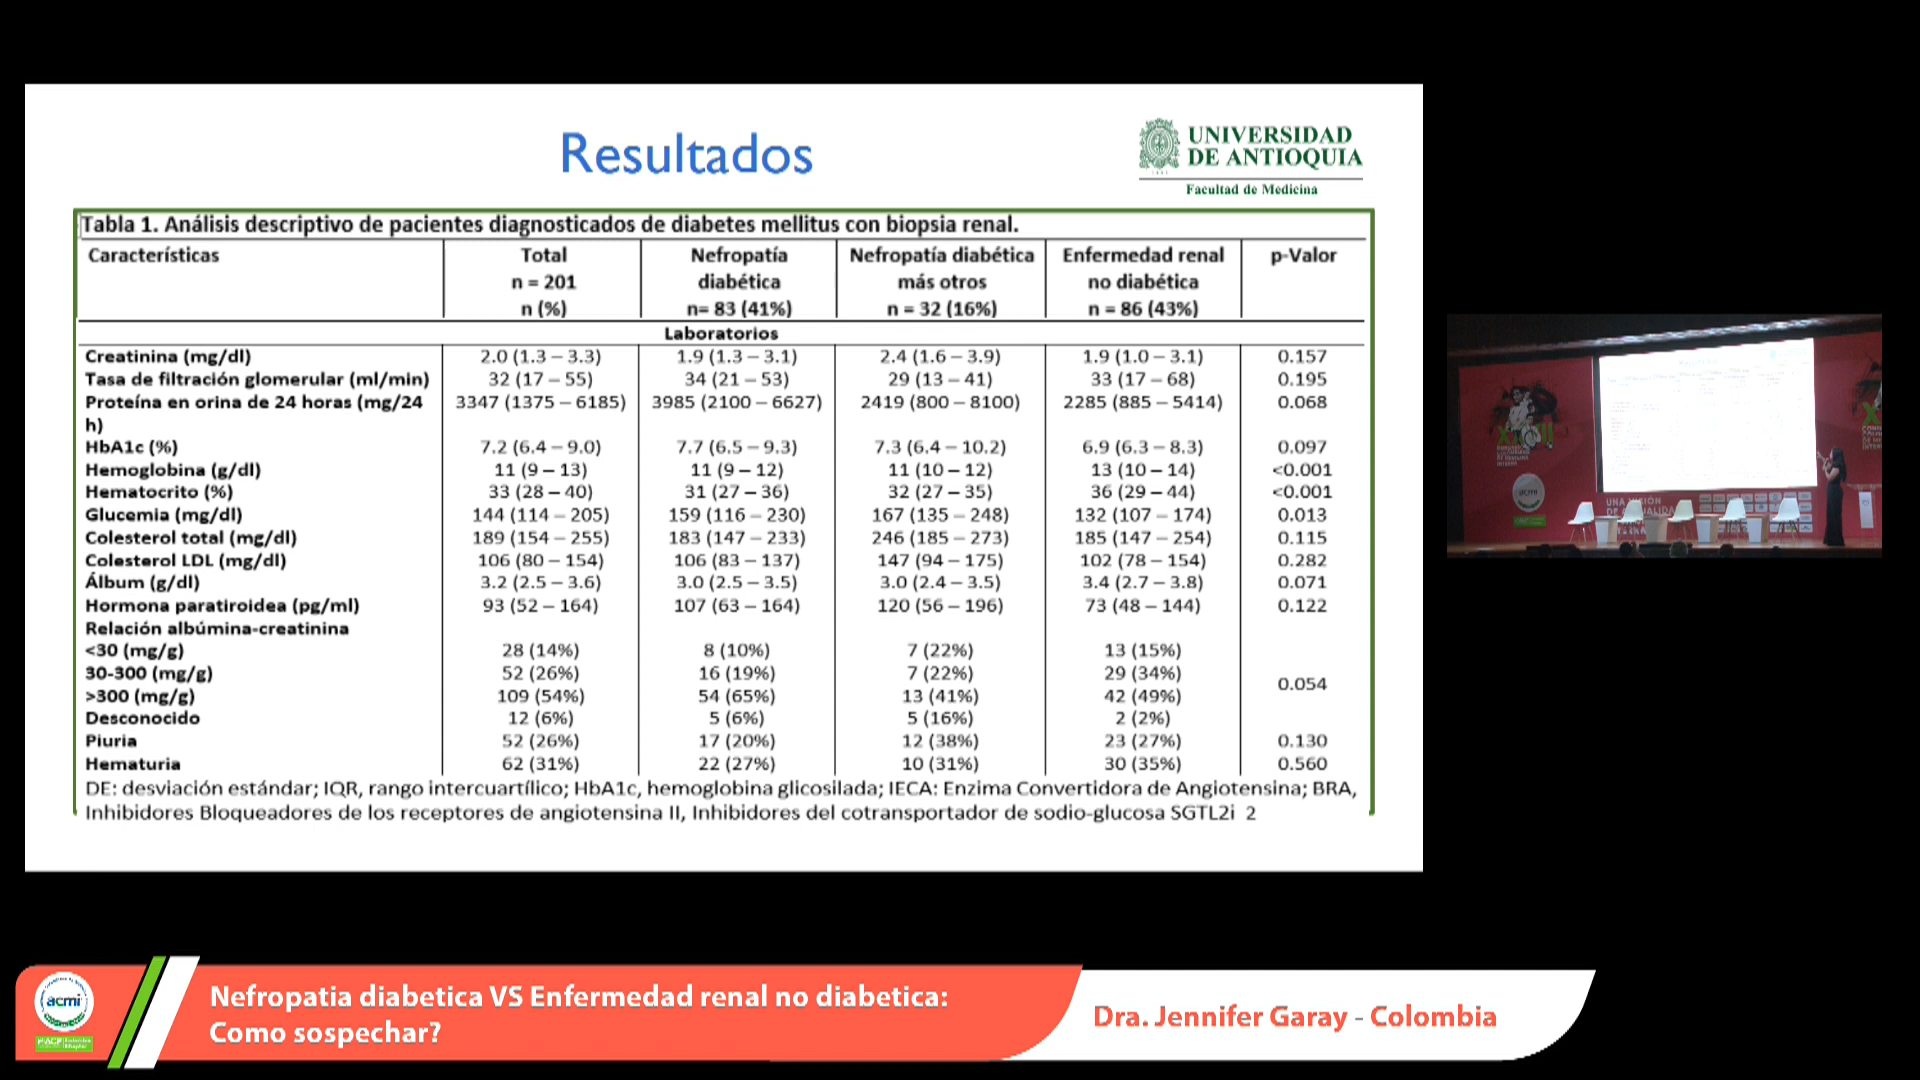 Resultados
UNIVERSIDAD
DE ANTIOQUIA
1803
Facultad de Medicina
Tabla 1. Análisis descriptivo de pacientes diagnosticados de diabetes mellitus con biopsia renal.
Características Total Nefropatía Nefropatía diabética Enfermedad renal p-Valor
n = 201 diabética más otros no diabética
n (%) n= 83 (41%) n = 32 (16%) n = 86 (43%)
Laboratorios
Creatinina (mg/dl) 2.0 (1.3 – 3.3) 1.9 (1.3 – 3.1) 2.4 (1.6 – 3.9) 1.9 (1.0 – 3.1) 0.157
Tasa de filtración glomerular (ml/min) 32 (17 – 55) 34 (21 – 53) 29 (13 – 41) 33 (17 – 68) 0.195
Proteína en orina de 24 horas (mg/24 3347 (1375 – 6185) 3985 (2100 – 6627) 2419 (800 – 8100) 2285 (885 – 5414) 0.068
h)
HbA1c (%) 7.2 (6.4 – 9.0) 7.7 (6.5 – 9.3) 7.3 (6.4 – 10.2) 6.9 (6.3 – 8.3) 0.097
Hemoglobina (g/dl) 11 (9 – 13) 11 (9 – 12) 11 (10 – 12) 13 (10 – 14) <0.001
Hematocrito (%) 33 (28 – 40) 31 (27 – 36) 32 (27 – 35) 36 (29 – 44) <0.001
Glucemia (mg/dl) 144 (114 – 205) 159 (116 – 230) 167 (135 – 248) 132 (107 – 174) 0.013
Colesterol total (mg/dl) 189 (154 – 255) 183 (147 – 233) 246 (185 – 273) 185 (147 – 254) 0.115
Colesterol LDL (mg/dl) 106 (80 – 154) 106 (83 – 137) 147 (94 – 175) 102 (78 – 154) 0.282
Álbum (g/dl) 3.2 (2.5 – 3.6) 3.0 (2.5 – 3.5) 3.0 (2.4 – 3.5) 3.4 (2.7 – 3.8) 0.071
Hormona paratiroidea (pg/ml) 93 (52 – 164) 107 (63 – 164) 120 (56 – 196) 73 (48 – 144) 0.122
Relación albúmina-creatinina
<30 (mg/g) 28 (14%) 8 (10%) 7 (22%) 13 (15%)
30-300 (mg/g) 52 (26%) 16 (19%) 7 (22%) 29 (34%)
0.054
>300 (mg/g) 109 (54%) 54 (65%) 13 (41%) 42 (49%)
Desconocido 12 (6%) 5 (6%) 5 (16%) 2 (2%)
Piuria 52 (26%) 17 (20%) 12 (38%) 23 (27%) 0.130
Hematuria 62 (31%) 22 (27%) 10 (31%) 30 (35%) 0.560
DE: desviación estándar; IQR, rango intercuartílico; HbA1c, hemoglobina glicosilada; IECA: Enzima Convertidora de Angiotensina; BRA,
Inhibidores Bloqueadores de los receptores de angiotensina II, Inhibidores del cotransportador de sodio-glucosa SGTL2i 2
acmi
UNA VISIÓN
acmi
Nefropatia diabetica VS Enfermedad renal no diabetica:
Como sospechar?
Dra. Jennifer Garay - Colombia